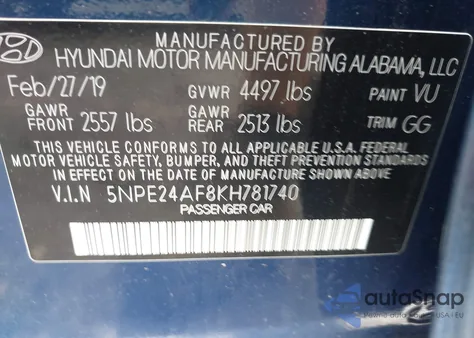 MANUFACTURED BY
HYUNDAI MOTOR MANUFACTURING ALABAMA, LLC
Feb/27/19 GVWR 4497 lbs PAINT VU
GAWR FRONT 2557 lbs GAWR REAR 2513 lbs TRIM GG
THIS VEHICLE CONFORMS TO ALL APPLICABLE U.S.A FEDERAL
MOTOR VEHICLE SAFETY, BUMPER, AND THEFT PREVENTION STANDARDS
IN EFFECT ON THE DATE OF MANUFACTURE SHOWN ABOVE.
V.I.N 5NPE24AF8KH781740
PASSENGER CAR
autoSnap